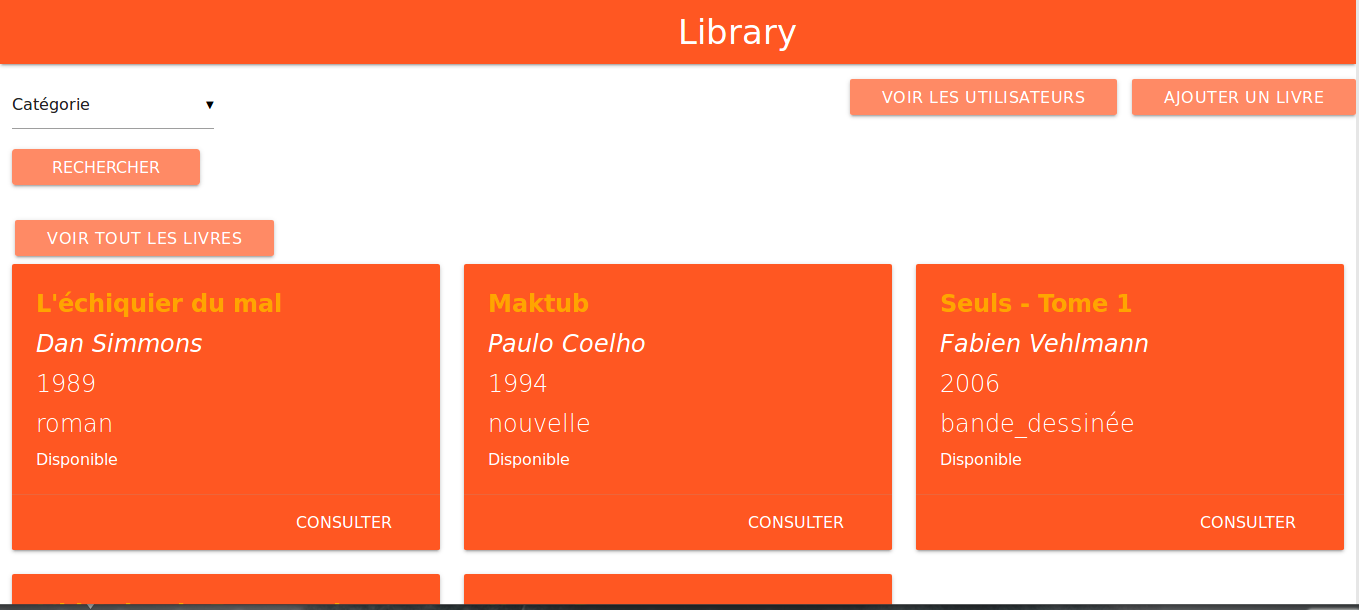 Library
Catégorie
VOIR LES UTILISATEURS
AJOUTER UN LIVRE
RECHERCHER
VOIR TOUT LES LIVRES
L'échiquier du mal
Dan Simmons
1989
roman
Disponible
CONSULTER
Maktub
Paulo Coelho
1994
nouvelle
Disponible
CONSULTER
Seuls - Tome 1
Fabien Vehlmann
2006
bande_dessinée
Disponible
CONSULTER